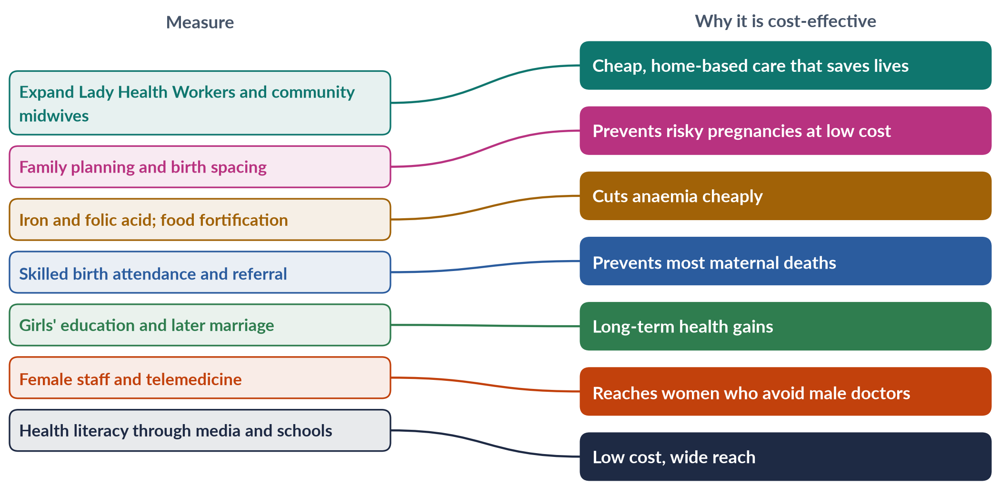 Measure
Why it is cost-effective
Expand Lady Health Workers and community
midwives
Cheap, home-based care that saves lives
Family planning and birth spacing
Prevents risky pregnancies at low cost
Iron and folic acid; food fortification
Cuts anaemia cheaply
Skilled birth attendance and referral
Prevents most maternal deaths
Girls' education and later marriage
Long-term health gains
Female staff and telemedicine
Reaches women who avoid male doctors
Health literacy through media and schools
Low cost, wide reach